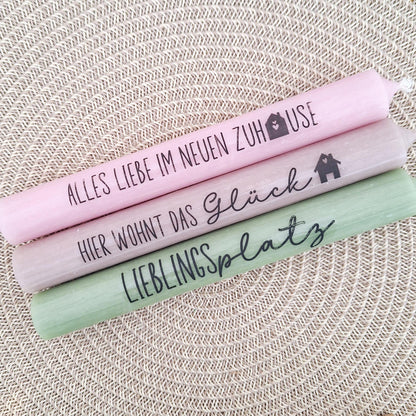 ALLES LIEBE IM NEUEN ZUHAUSE
HIER WOHNT DAS Glück
LIEBLINGSplatz